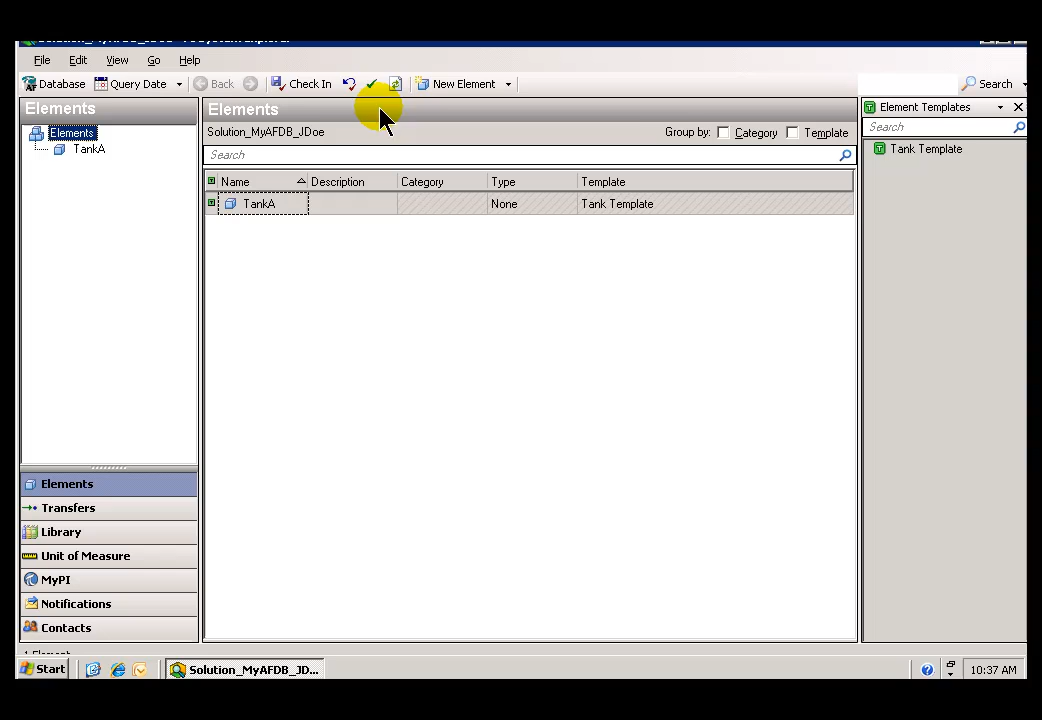 File Edit View Go Help
Database Query Date Back Check In New Element Search
Elements
Elements
TankA
Elements
Transfers
Library
Unit of Measure
MyPI
Notifications
Contacts
Elements
Solution_MyAFDB_JDoe Group by: Category Template
Search
Name Description Category Type Template
TankA None Tank Template
Element Templates
Search
Tank Template
Start Solution_MyAFDB_JD... 10:37 AM